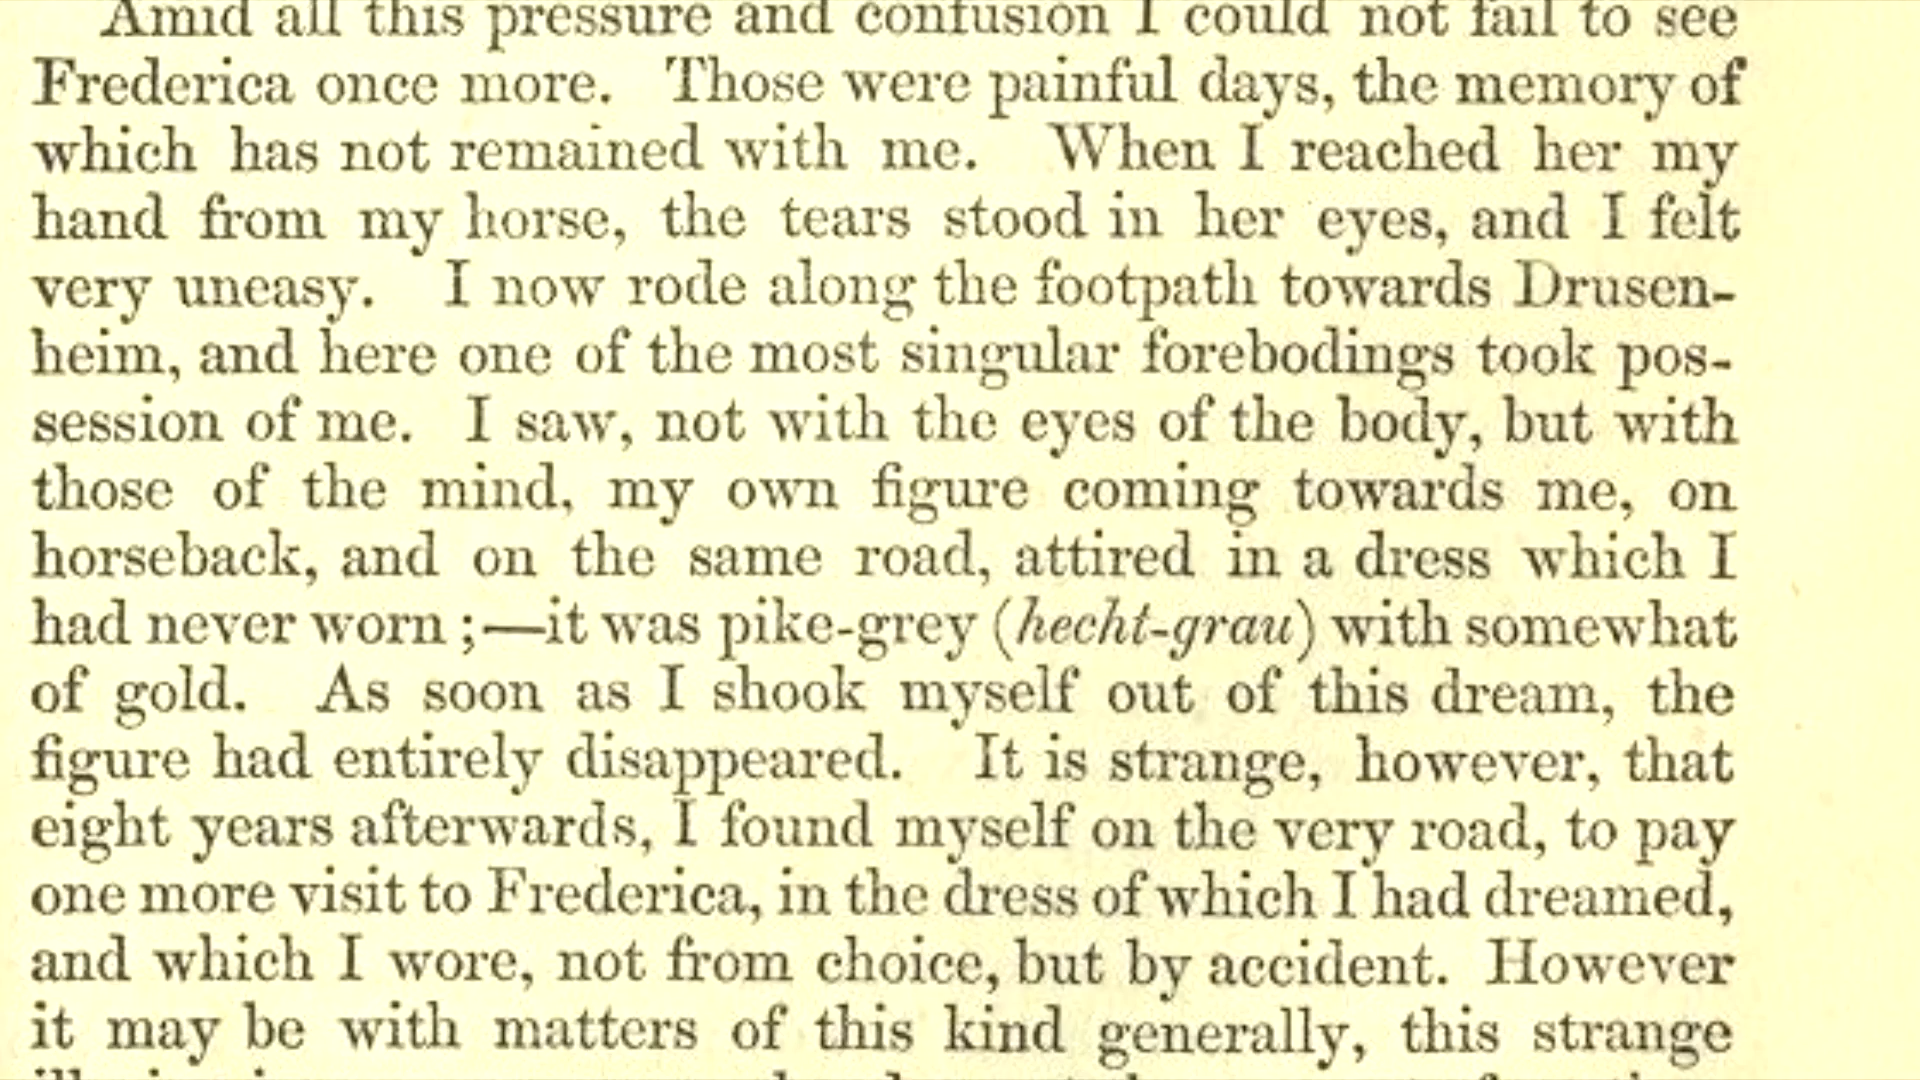 Amid all this pressure and confusion I could not fail to see
Frederica once more. Those were painful days, the memory of
which has not remained with me. When I reached her my
hand from my horse, the tears stood in her eyes, and I felt
very uneasy. I now rode along the footpath towards Drusen-
heim, and here one of the most singular forebodings took pos-
session of me. I saw, not with the eyes of the body, but with
those of the mind, my own figure coming towards me, on
horseback, and on the same road, attired in a dress which I
had never worn ;—it was pike-grey (hecht-grau) with somewhat
of gold. As soon as I shook myself out of this dream, the
figure had entirely disappeared. It is strange, however, that
eight years afterwards, I found myself on the very road, to pay
one more visit to Frederica, in the dress of which I had dreamed,
and which I wore, not from choice, but by accident. However
it may be with matters of this kind generally, this strange